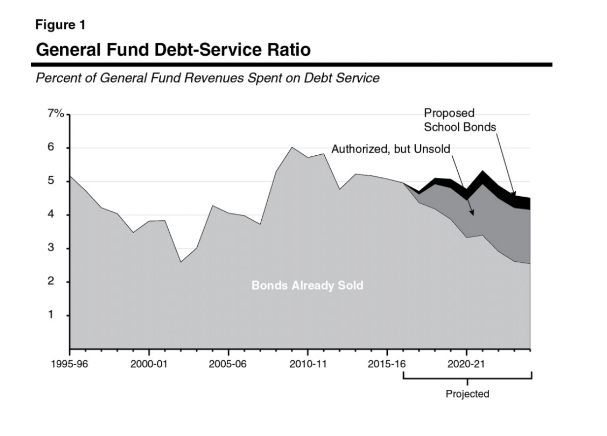 Figure 1
General Fund Debt-Service Ratio
Percent of General Fund Revenues Spent on Debt Service
7%
Proposed
School Bonds
Authorized, but Unsold
6
5
4
3
2
Bonds Already Sold
1
1995-96 2000-01 2005-06 2010-11 2015-16 2020-21
Projected